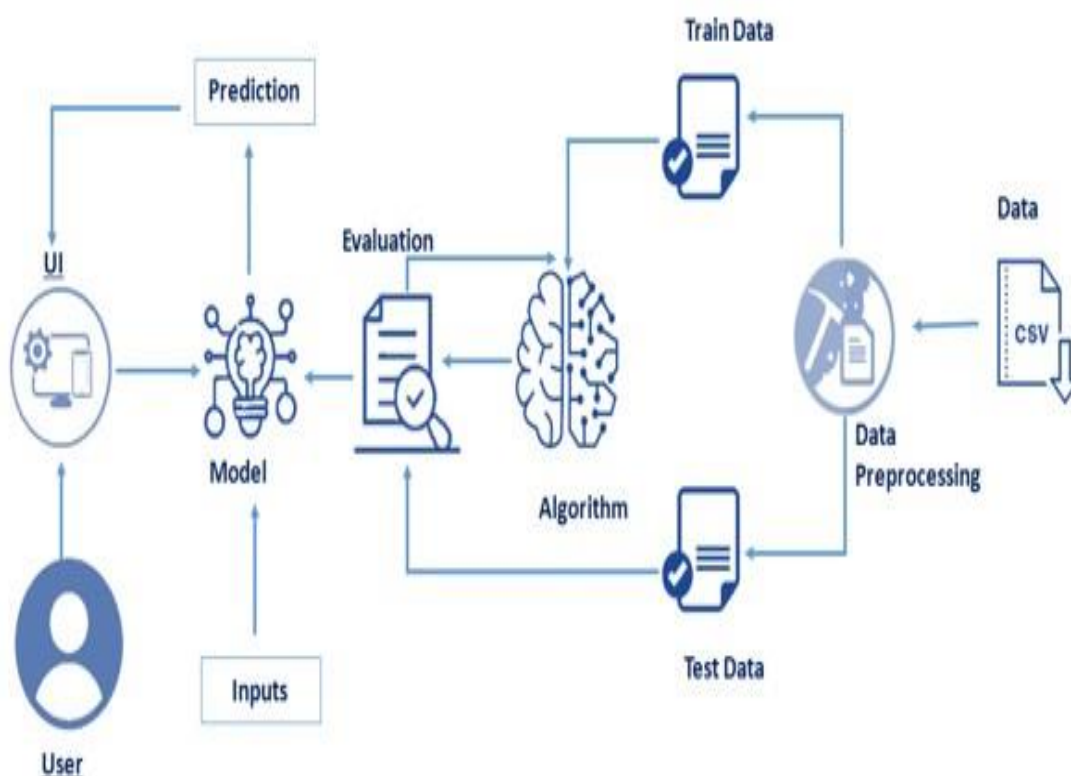 Train Data
Prediction
Data
Evaluation
UI
CSV
Data
Preprocessing
Model
Algorithm
Test Data
Inputs
User